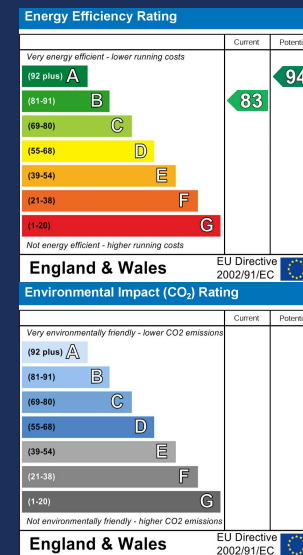 Energy Efficiency Rating
Current Potenti
Very energy efficient - lower running costs
(92 plus) A
(81-91) B
(69-80) C
(55-68) D
(39-54) E
(21-38) F
(1-20) G
83
94
Not energy efficient - higher running costs
England & Wales
EU Directive
2002/91/EC
Environmental Impact (CO₂) Rating
Current Potenti
Very environmentally friendly - lower CO2 emissions
(92 plus) A
(81-91) B
(69-80) C
(55-68) D
(39-54) E
(21-38) F
(1-20) G
Not environmentally friendly - higher CO2 emissions
England & Wales
EU Directive
2002/91/EC